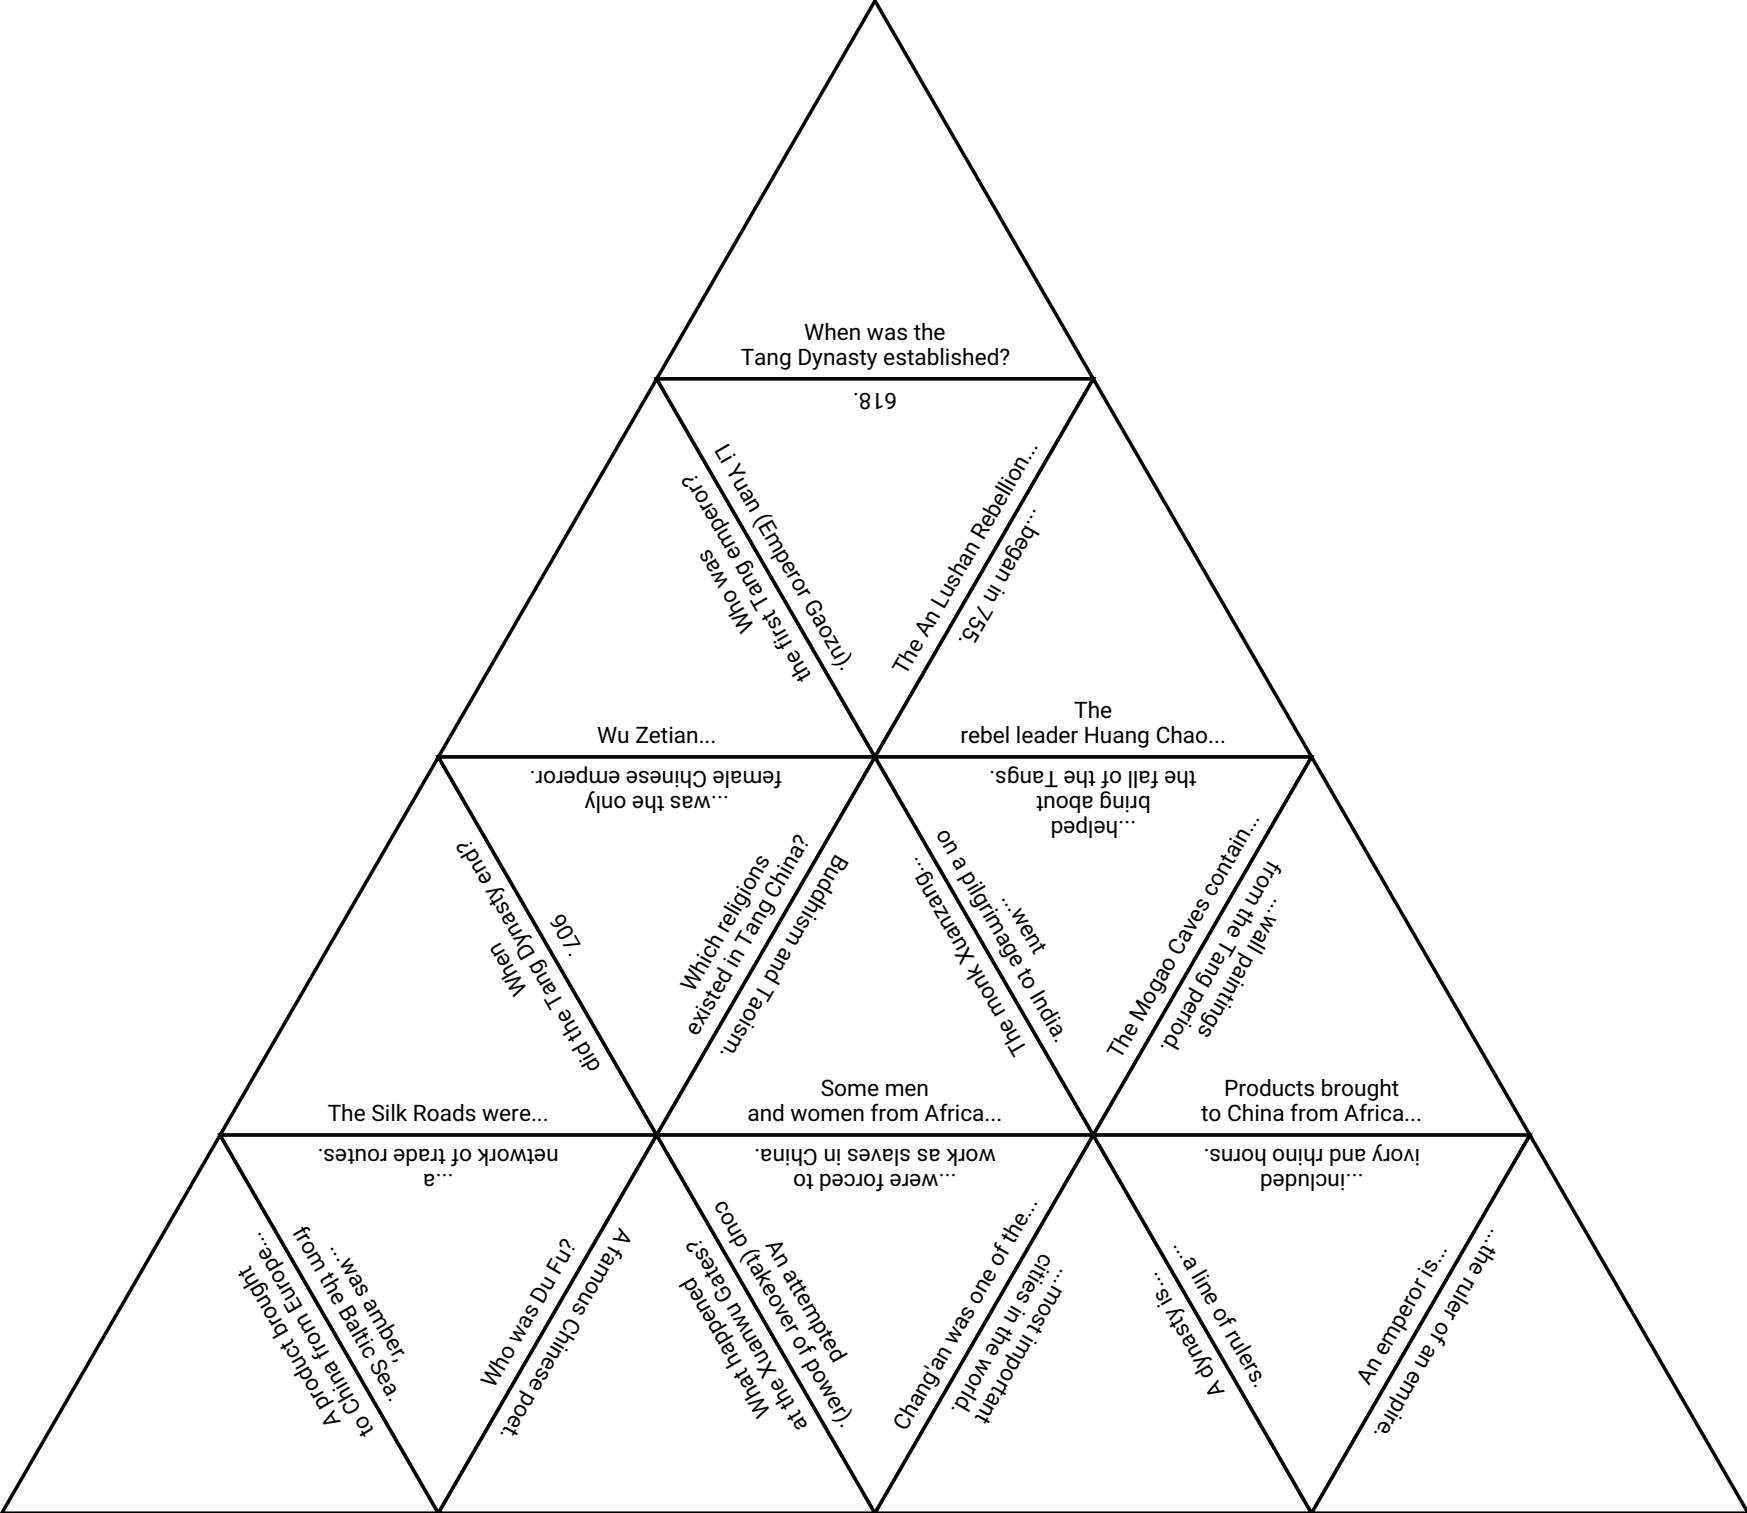 When was the
Tang Dynasty established?
618.
Li Yuan (Emperor Gaozu).
Who was
the first Tang emperor?
The An Lushan Rebellion...
...began in 755.
Wu Zetian...
...was the only
female Chinese emperor.
The
rebel leader Huang Chao...
...helped
bring about
the fall of the Tangs.
When
did the Tang Dynasty end?
907.
Which religions
existed in Tang China?
Buddhism and Taoism.
The monk Xuanzang...
...went
on a pilgrimage to India.
The Mogao Caves contain...
...wall paintings
from the Tang period.
The Silk Roads were...
...a
network of trade routes.
Some men
and women from Africa...
...were forced to
work as slaves in China.
Products brought
to China from Africa...
...included
ivory and rhino horns.
A product brought
to China from Europe...
...was amber,
from the Baltic Sea.
Who was Du Fu?
A famous Chinese poet.
What happened
at the Xuanwu Gates?
An attempted
coup (takeover of power).
Chang,an was one of the...
...most important
cities in the world.
A dynasty is...
...a line of rulers.
An emperor is...
...the ruler of an empire.